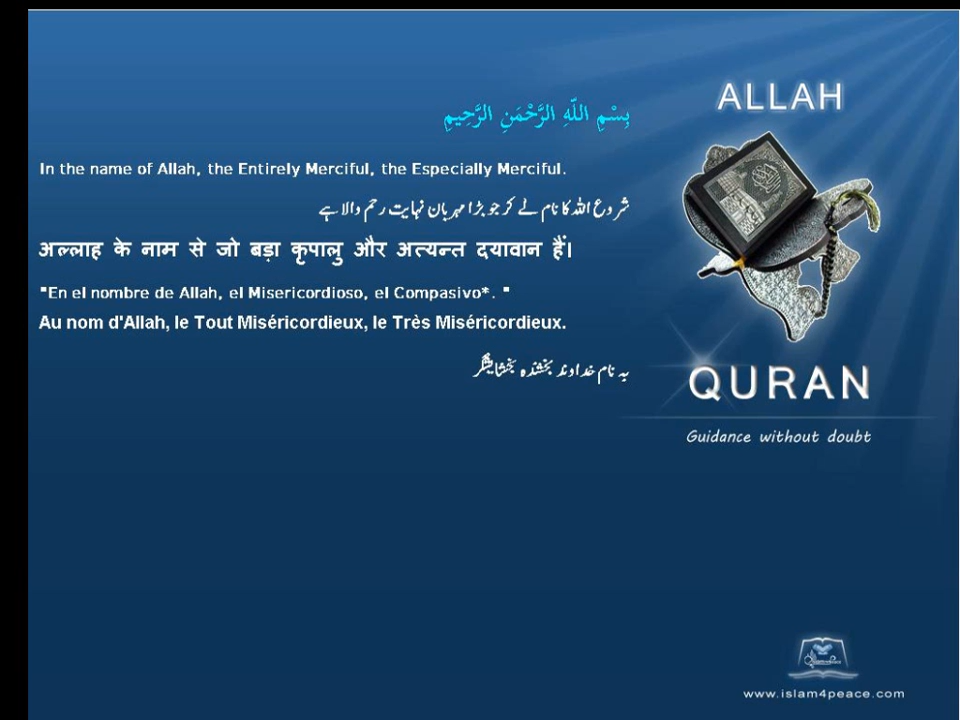 بِسْمِ اللَّهِ الرَّحْمَنِ الرَّحِيمِ
In the name of Allah, the Entirely Merciful, the Especially Merciful.
شروع اللہ کا نام لے کر جو بڑا مہربان نہایت رحم والا ہے
अल्लाह के नाम से जो बड़ा कृपालु और अत्यन्त दयावान हैं।
"En el nombre de Allah, el Misericordioso, el Compasivo*. "
Au nom d'Allah, le Tout Miséricordieux, le Très Miséricordieux.
به نام خداوند بخشنده بخشایشگر
ALLAH
QURAN
Guidance without doubt
www.islam4peace.com